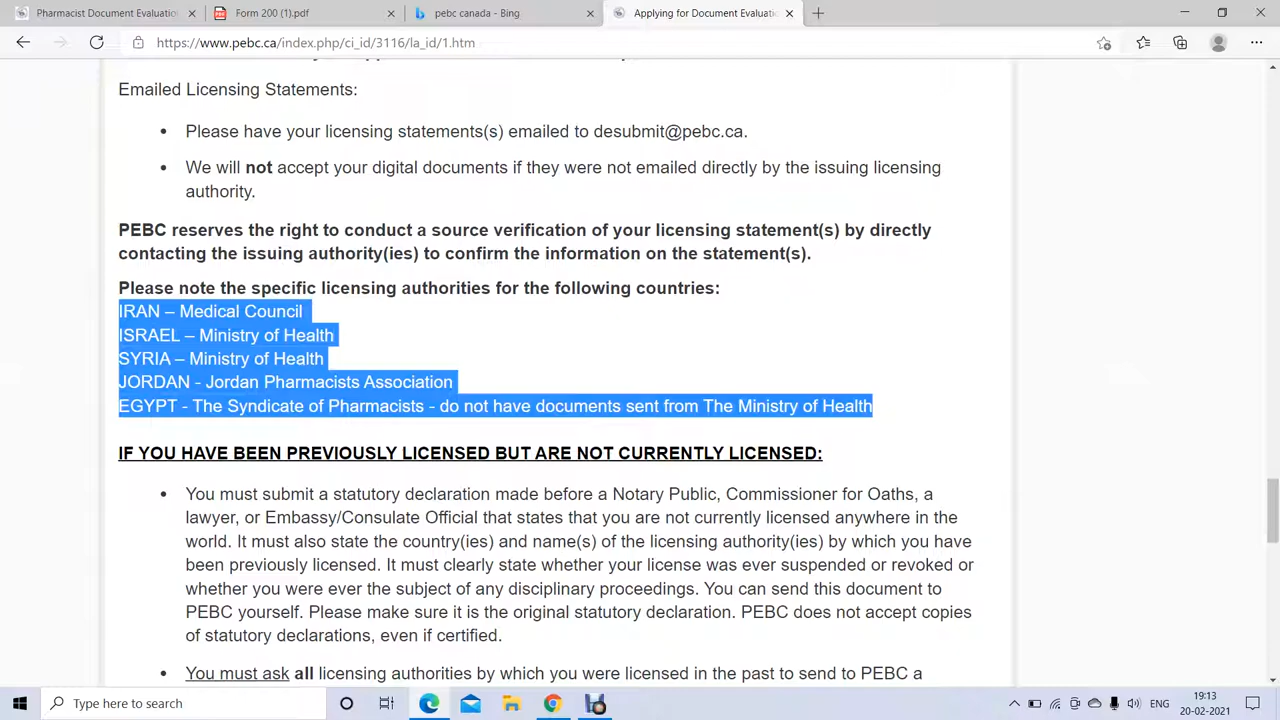 Pharmacist Document Evaluation
Form 200 (1).pdf
pebc canada - Bing
Applying for Document Evaluation
https://www.pebc.ca/index.php/ci_id/3116/la_id/1.htm
Emailed Licensing Statements:
• Please have your licensing statements(s) emailed to desubmit@pebc.ca.
• We will not accept your digital documents if they were not emailed directly by the issuing licensing
authority.
PEBC reserves the right to conduct a source verification of your licensing statement(s) by directly
contacting the issuing authority(ies) to confirm the information on the statement(s).
Please note the specific licensing authorities for the following countries:
IRAN – Medical Council
ISRAEL – Ministry of Health
SYRIA – Ministry of Health
JORDAN - Jordan Pharmacists Association
EGYPT - The Syndicate of Pharmacists - do not have documents sent from The Ministry of Health
IF YOU HAVE BEEN PREVIOUSLY LICENSED BUT ARE NOT CURRENTLY LICENSED:
• You must submit a statutory declaration made before a Notary Public, Commissioner for Oaths, a
lawyer, or Embassy/Consulate Official that states that you are not currently licensed anywhere in the
world. It must also state the country(ies) and name(s) of the licensing authority(ies) by which you have
been previously licensed. It must clearly state whether your license was ever suspended or revoked or
whether you were ever the subject of any disciplinary proceedings. You can send this document to
PEBC yourself. Please make sure it is the original statutory declaration. PEBC does not accept copies
of statutory declarations, even if certified.
• You must ask all licensing authorities by which you were licensed in the past to send to PEBC a
Type here to search
ENG
19:13
20-02-2021